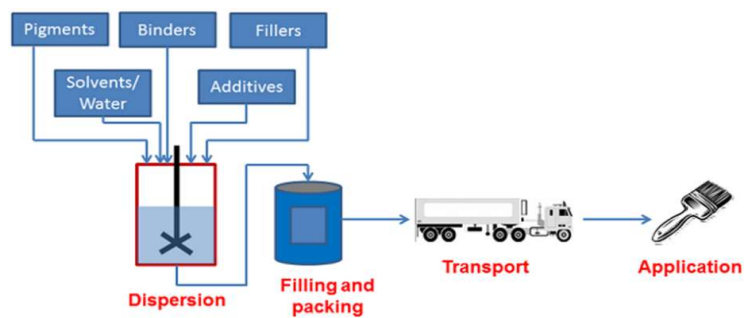 Pigments
Binders
Fillers
Solvents/
Water
Additives
Dispersion
Filling and
packing
Transport
Application